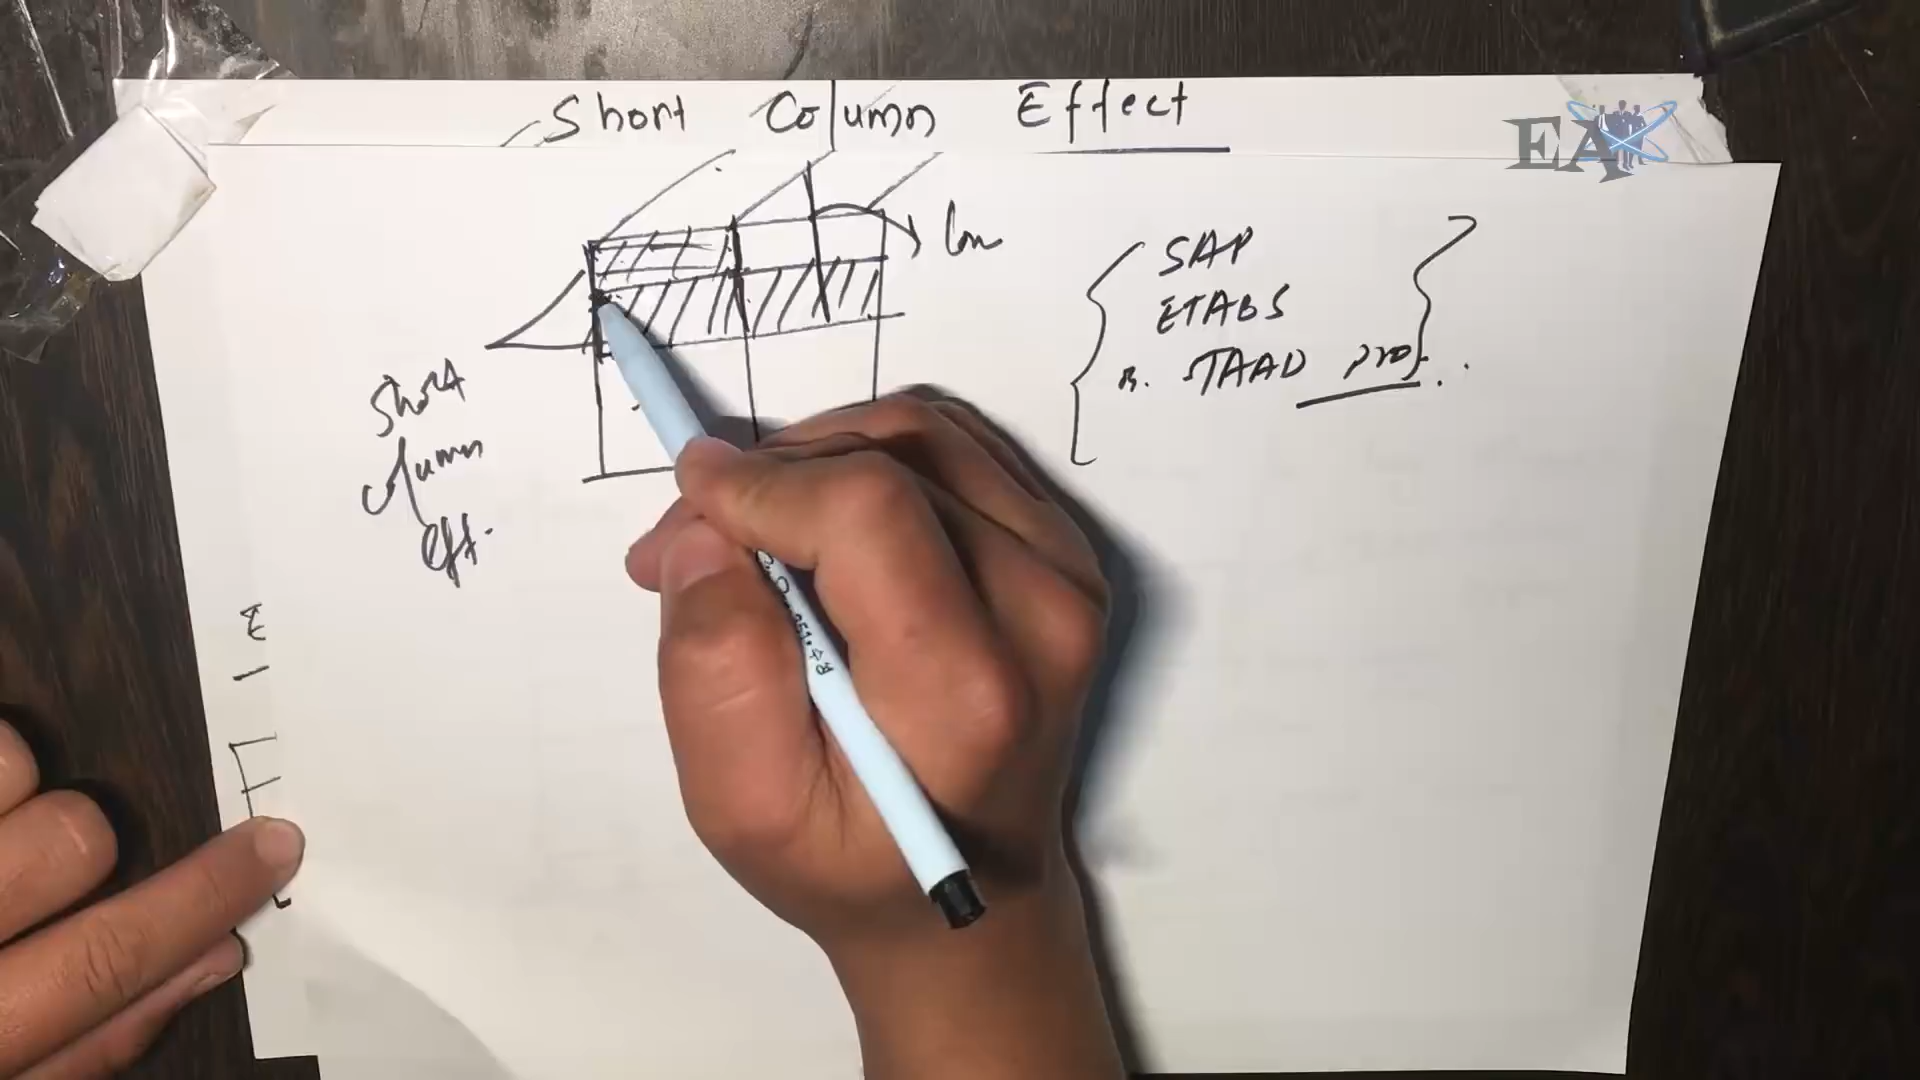 Short Column Effect
EA
SAP
ETABS
STAAD pro.
Short
column
eff.